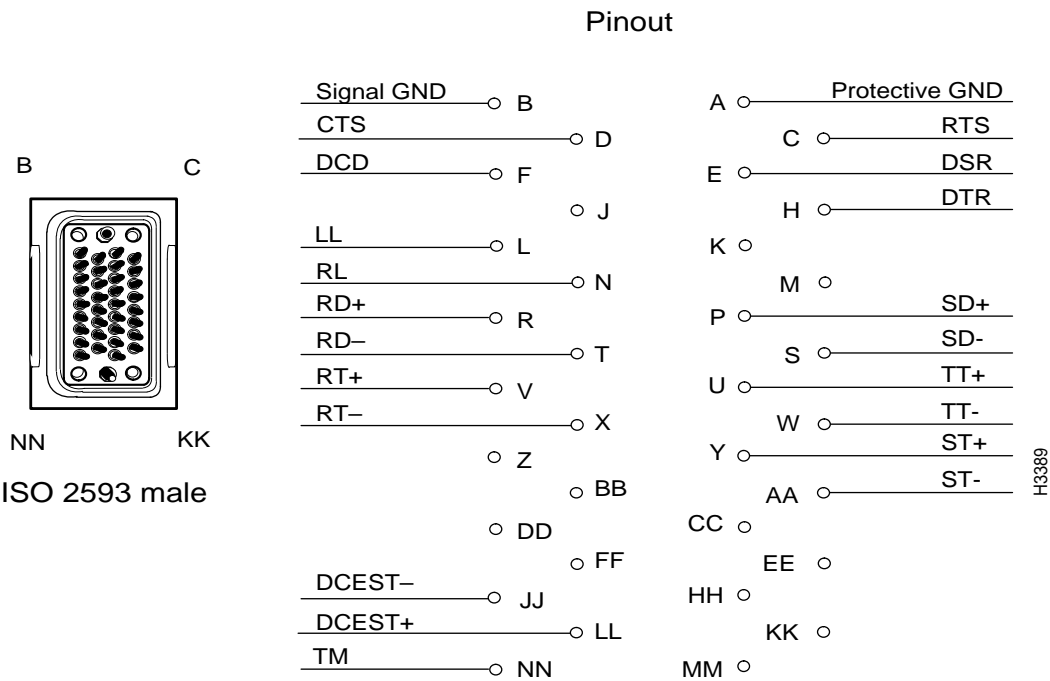 Pinout
Signal GND B A Protective GND
CTS D C RTS
DCD F E DSR
J H DTR
LL L K
RL N M
RD+ R P SD+
RD– T S SD-
RT+ V U TT+
RT– X W TT-
Z Y ST+
BB AA ST-
DD CC
FF EE
DCEST– JJ HH
DCEST+ LL KK
TM NN MM
B C
NN KK
ISO 2593 male
H3389